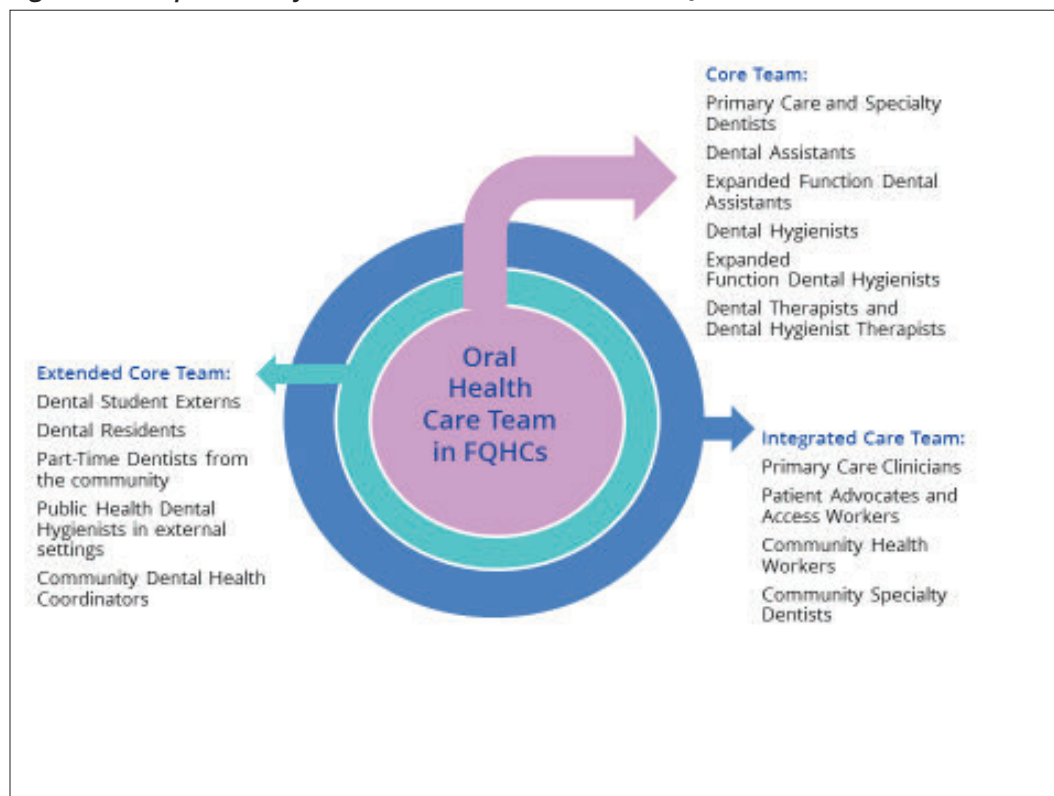 Core Team:
Primary Care and Specialty
Dentists
Dental Assistants
Expanded Function Dental
Assistants
Dental Hygienists
Expanded
Function Dental Hygienists
Dental Therapists and
Dental Hygienist Therapists
Oral
Health
Care Team
in FQHCs
Extended Core Team:
Dental Student Externs
Dental Residents
Part-Time Dentists from
the community
Public Health Dental
Hygienists in external
settings
Community Dental Health
Coordinators
Integrated Care Team:
Primary Care Clinicians
Patient Advocates and
Access Workers
Community Health
Workers
Community Specialty
Dentists